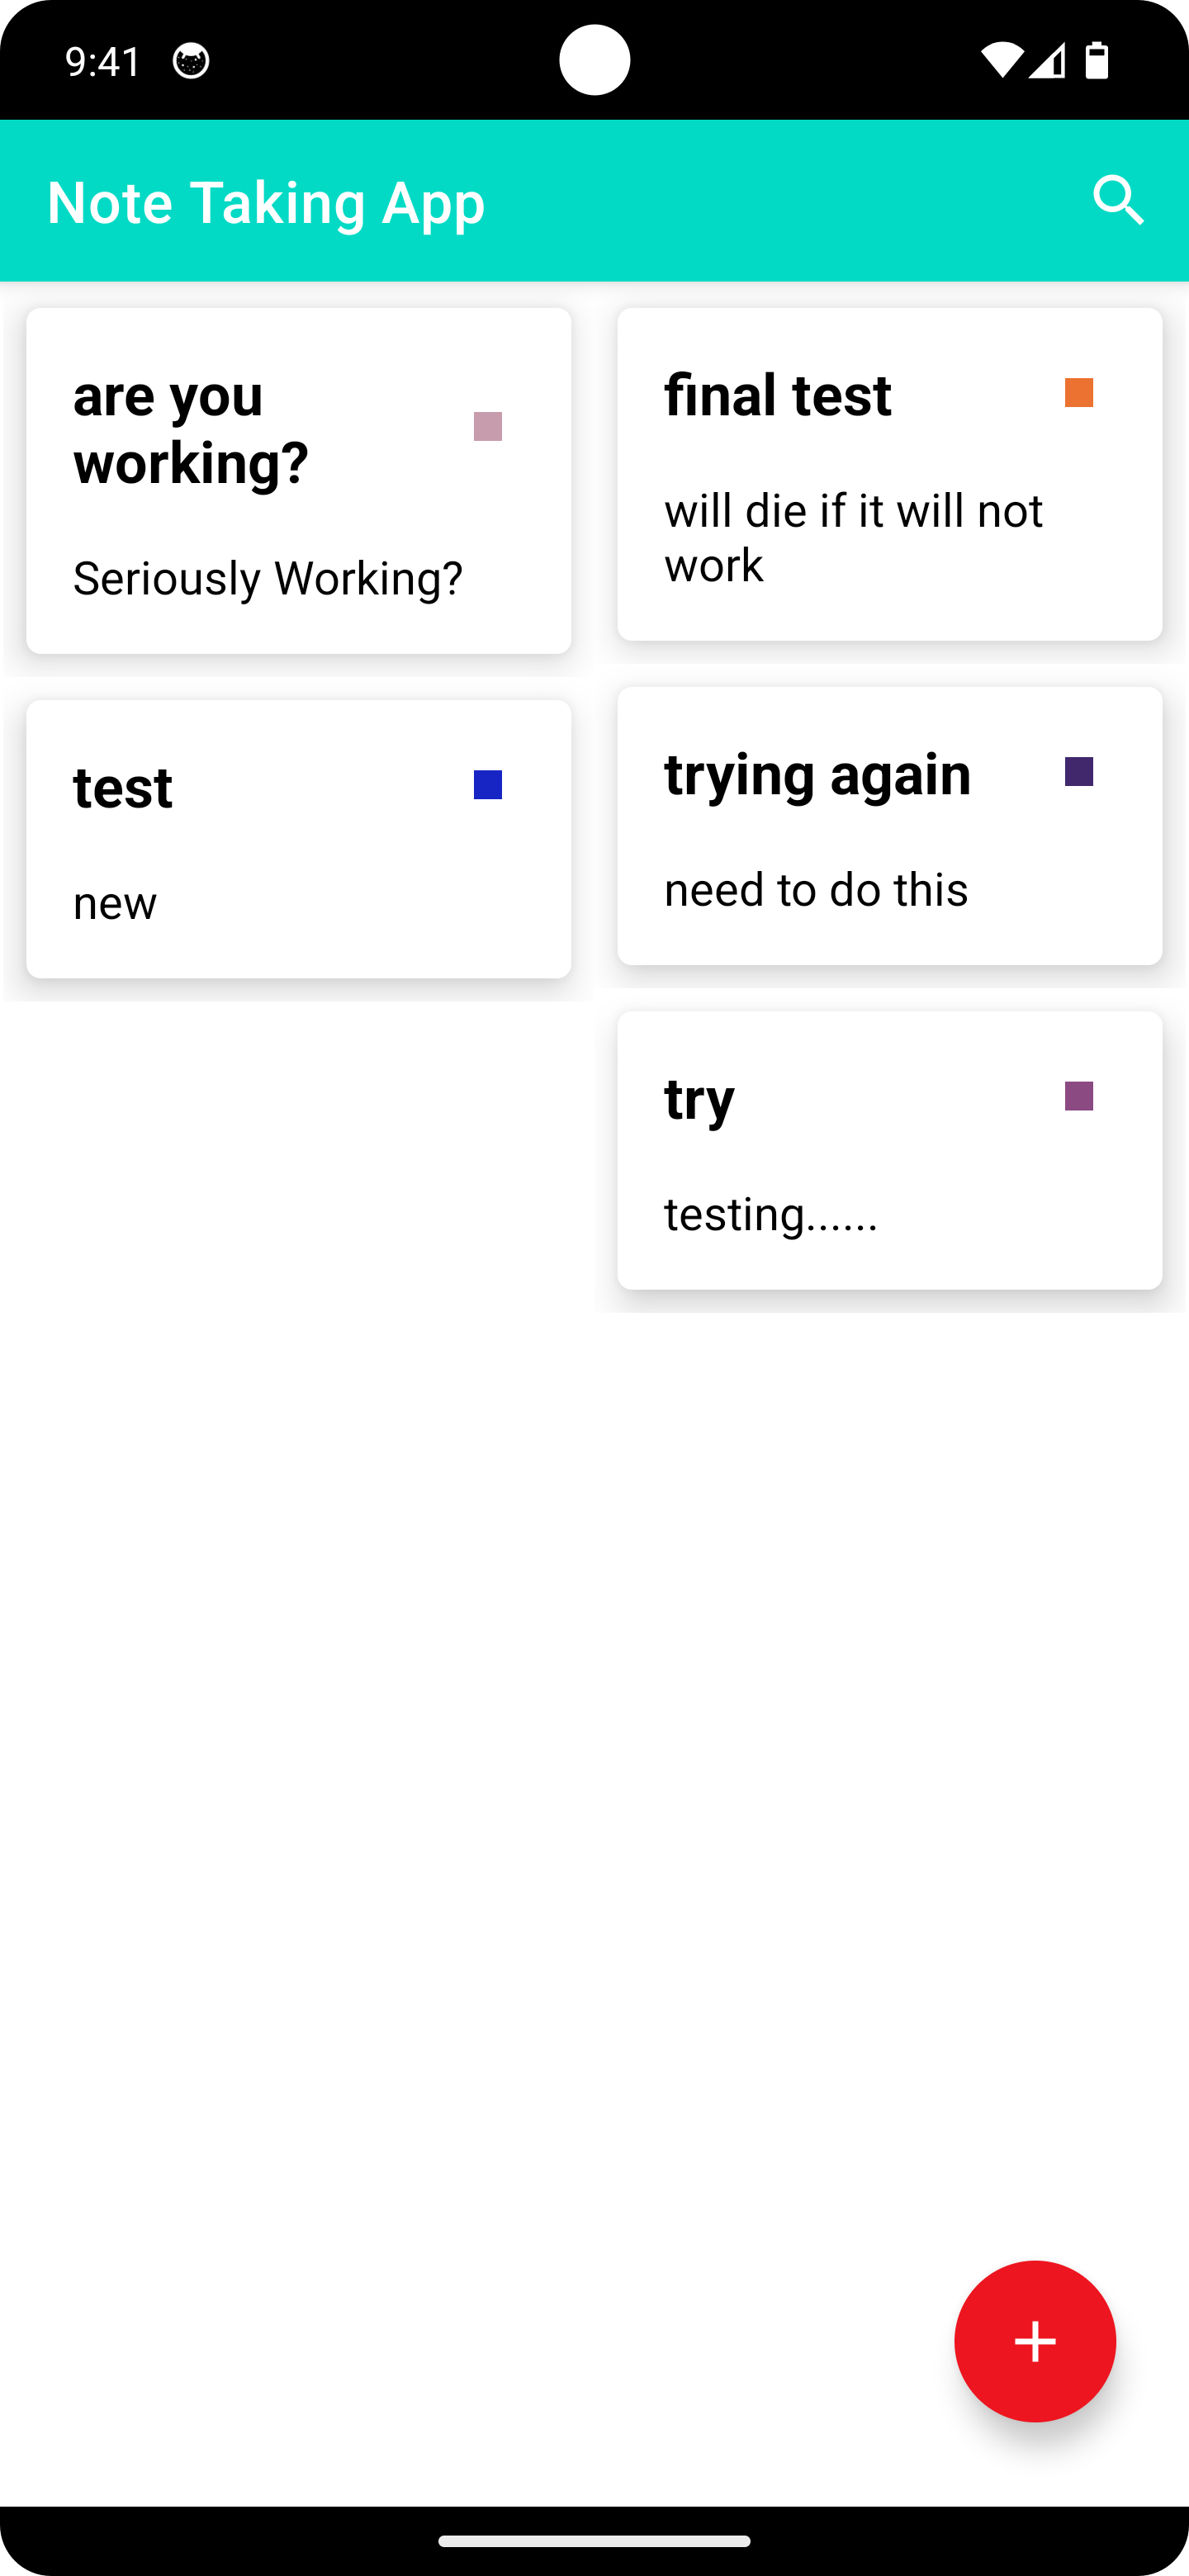 9:41
Note Taking App
are you
working?
Seriously Working?
final test
will die if it will not
work
test
new
trying again
need to do this
try
testing......